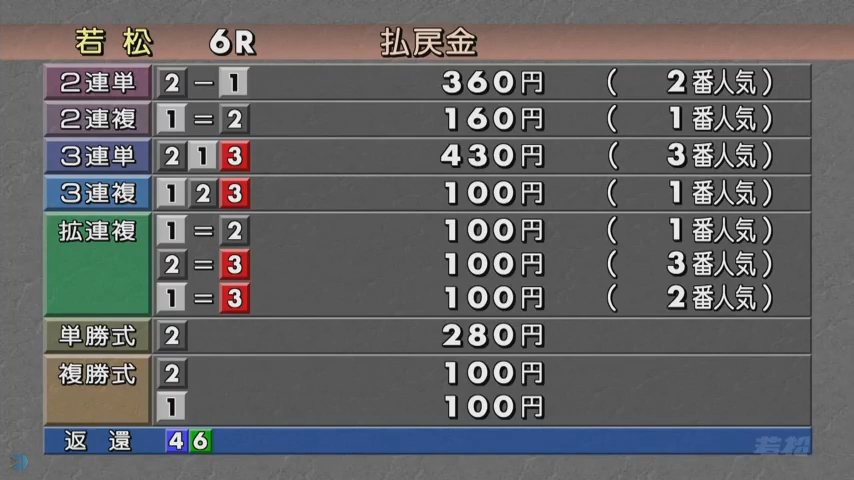 若松 6R 払戻金
2連単 2－1 360円 ( 2番人気)
2連複 1＝2 160円 ( 1番人気)
3連単 2 1 3 430円 ( 3番人気)
3連複 1 2 3 100円 ( 1番人気)
拡連複 1＝2 100円 ( 1番人気)
2＝3 100円 ( 3番人気)
1＝3 100円 ( 2番人気)
単勝式 2 280円
複勝式 2 100円
1 100円
返還 4 6
若松